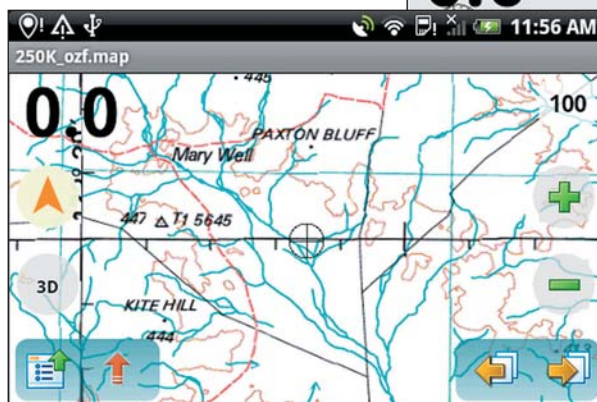 11:56 AM
250K_ozf.map
0.0
100
445
PAXTON BLUFF
Mary Well
447 T1 5645
3D
KITE HILL
444